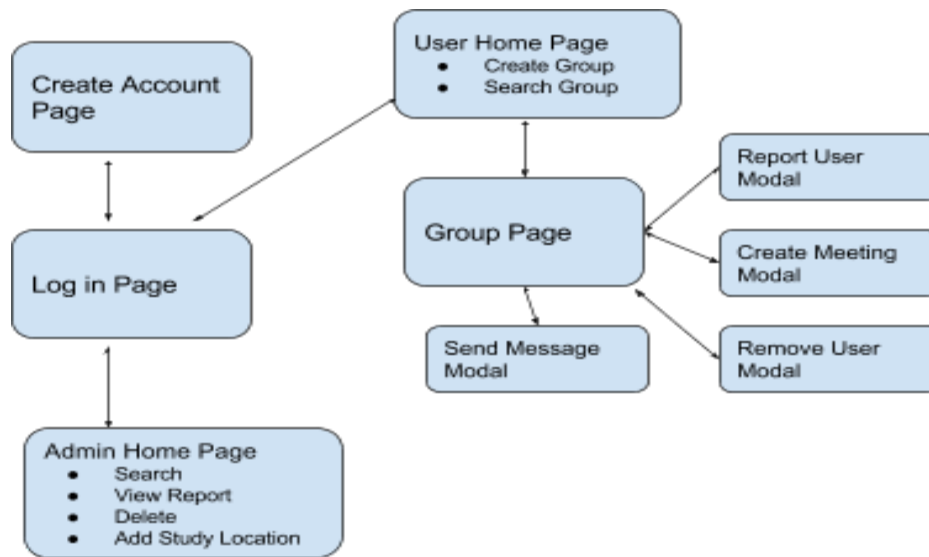 Create Account
Page
User Home Page
● Create Group
● Search Group
Log in Page
Group Page
Report User
Modal
Create Meeting
Modal
Remove User
Modal
Send Message
Modal
Admin Home Page
● Search
● View Report
● Delete
● Add Study Location